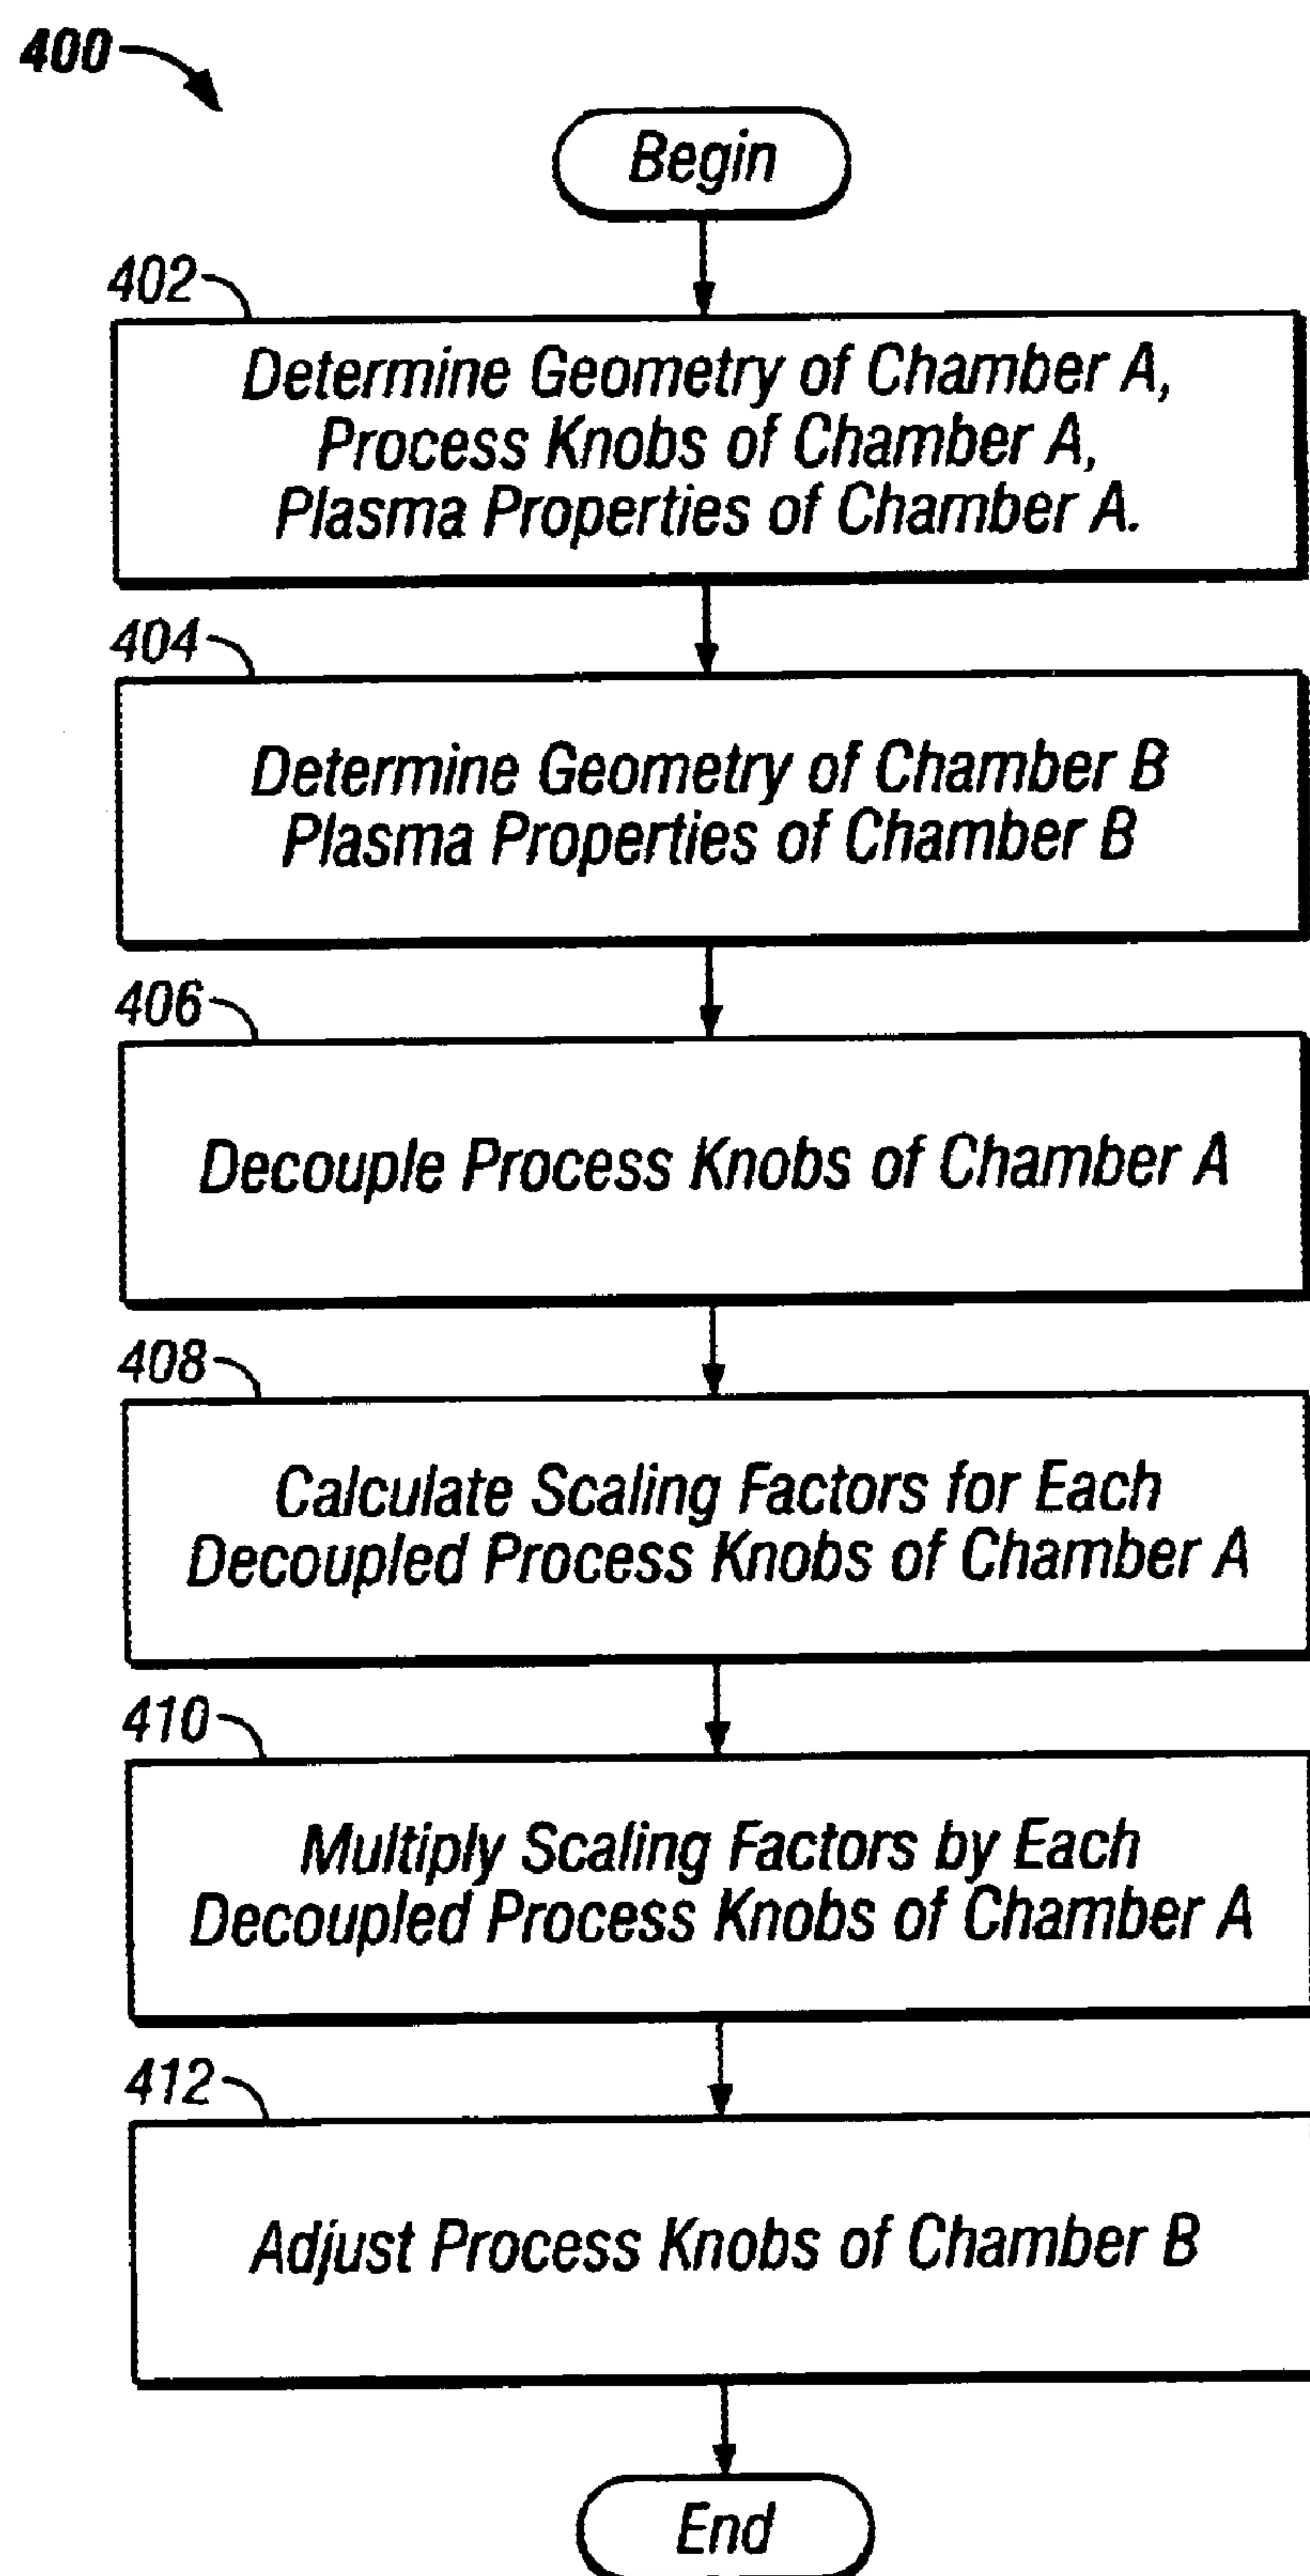 400
Begin
402
Determine Geometry of Chamber A,
Process Knobs of Chamber A,
Plasma Properties of Chamber A.
404
Determine Geometry of Chamber B
Plasma Properties of Chamber B
406
Decouple Process Knobs of Chamber A
408
Calculate Scaling Factors for Each
Decoupled Process Knobs of Chamber A
410
Multiply Scaling Factors by Each
Decoupled Process Knobs of Chamber A
412
Adjust Process Knobs of Chamber B
End